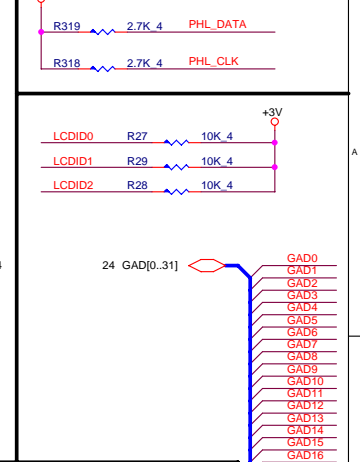 R319 2.7K_4 PHL_DATA
R318 2.7K_4 PHL_CLK
+3V
LCDID0 R27 10K_4
LCDID1 R29 10K_4
LCDID2 R28 10K_4
A
24 GAD[0..31]
GAD0
GAD1
GAD2
GAD3
GAD4
GAD5
GAD6
GAD7
GAD8
GAD9
GAD10
GAD11
GAD12
GAD13
GAD14
GAD15
GAD16